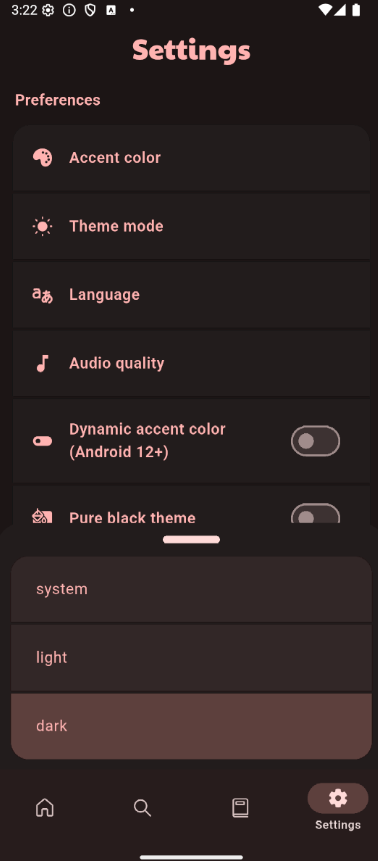 3:22
Settings
Preferences
Accent color
Theme mode
Language
Audio quality
Dynamic accent color
(Android 12+)
Pure black theme
system
light
dark
Settings